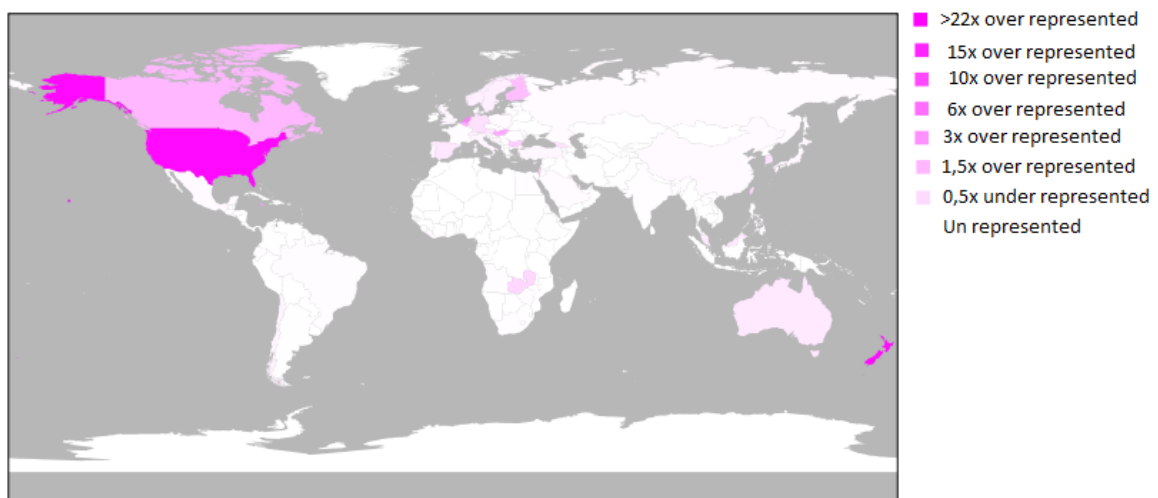 >22x over represented
15x over represented
10x over represented
6x over represented
3x over represented
1,5x over represented
0,5x under represented
Un represented